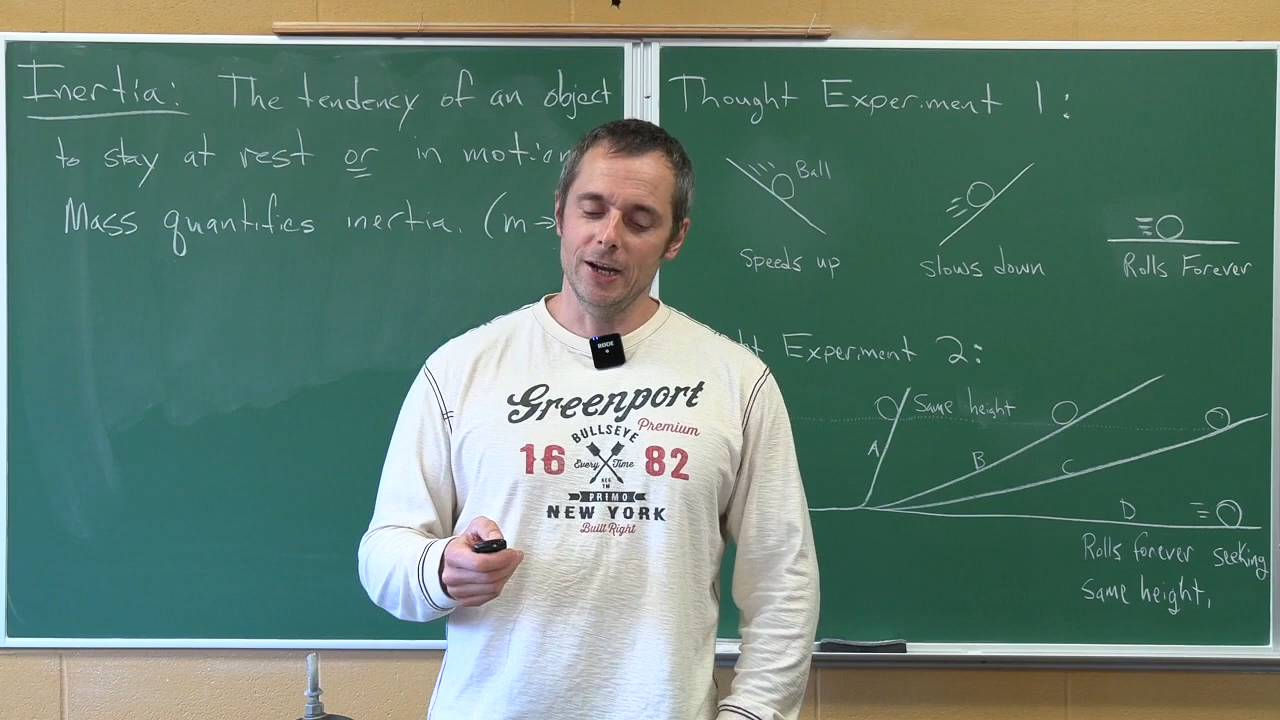 Inertia: The tendency of an object
to stay at rest or in motion
Mass quantifies inertia. (m→
Thought Experiment 1:
Ball
Speeds up
slows down
Rolls Forever
Experiment 2:
Same height
A
B
C
D
Rolls forever seeking
same height,
RODE
Greenport
Premium
BULLSEYE
16 82
Every Time
REG
TM
PRIMO
NEW YORK
Built Right